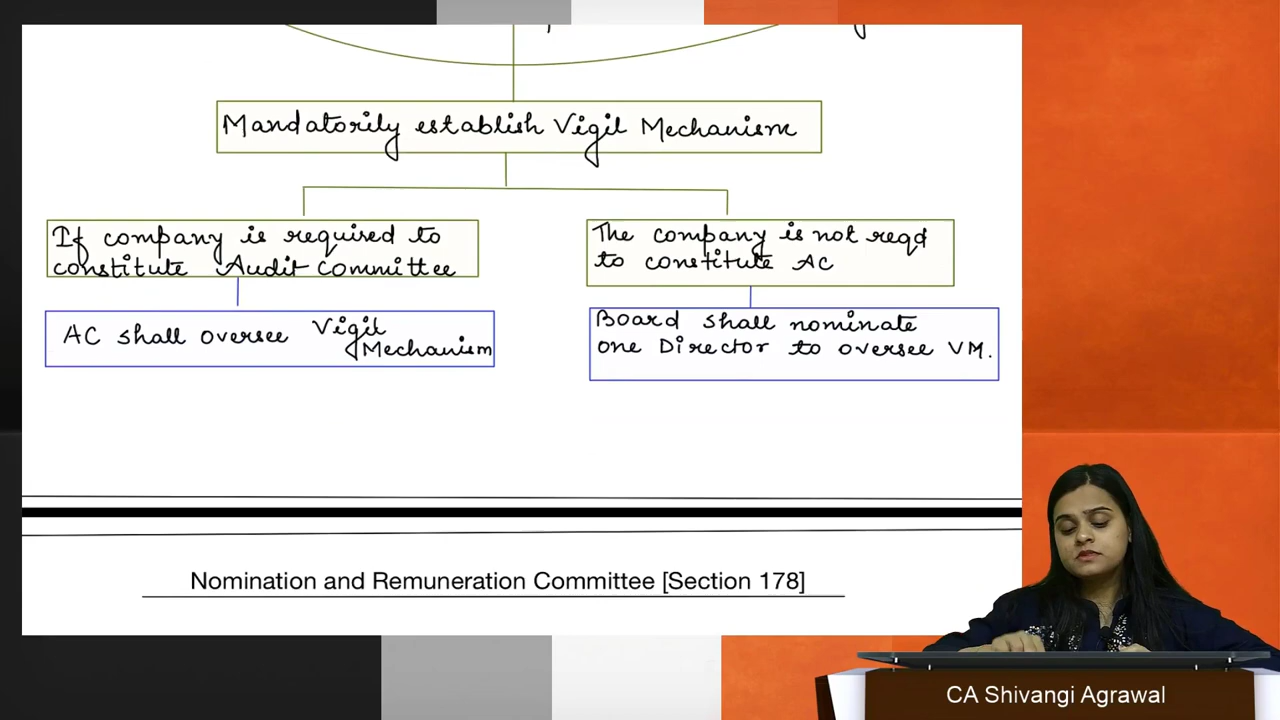 Mandatorily establish Vigil Mechanism
If company is required to
constitute Audit Committee
The company is not reqd
to constitute AC
AC shall oversee Vigil
Mechanism
Board shall nominate
one Director to oversee VM.
Nomination and Remuneration Committee [Section 178]
CA Shivangi Agrawal